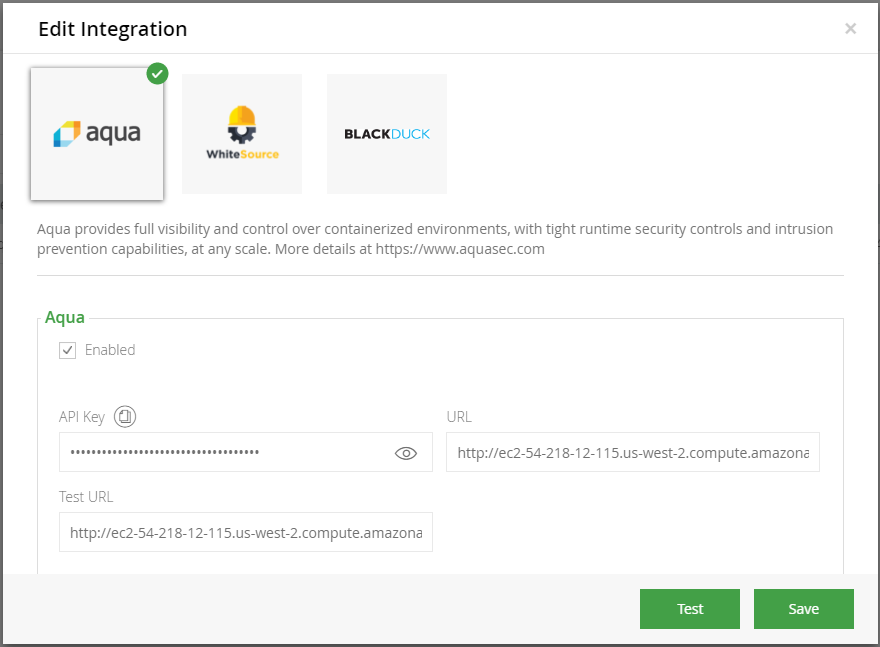 Edit Integration
aqua
WhiteSource
BLACKDUCK
Aqua provides full visibility and control over containerized environments, with tight runtime security controls and intrusion
prevention capabilities, at any scale. More details at https://www.aquasec.com
Aqua
Enabled
API Key
URL
••••••••••••••••••••••••••••••••••••
http://ec2-54-218-12-115.us-west-2.compute.amazona
Test URL
http://ec2-54-218-12-115.us-west-2.compute.amazona
Test
Save